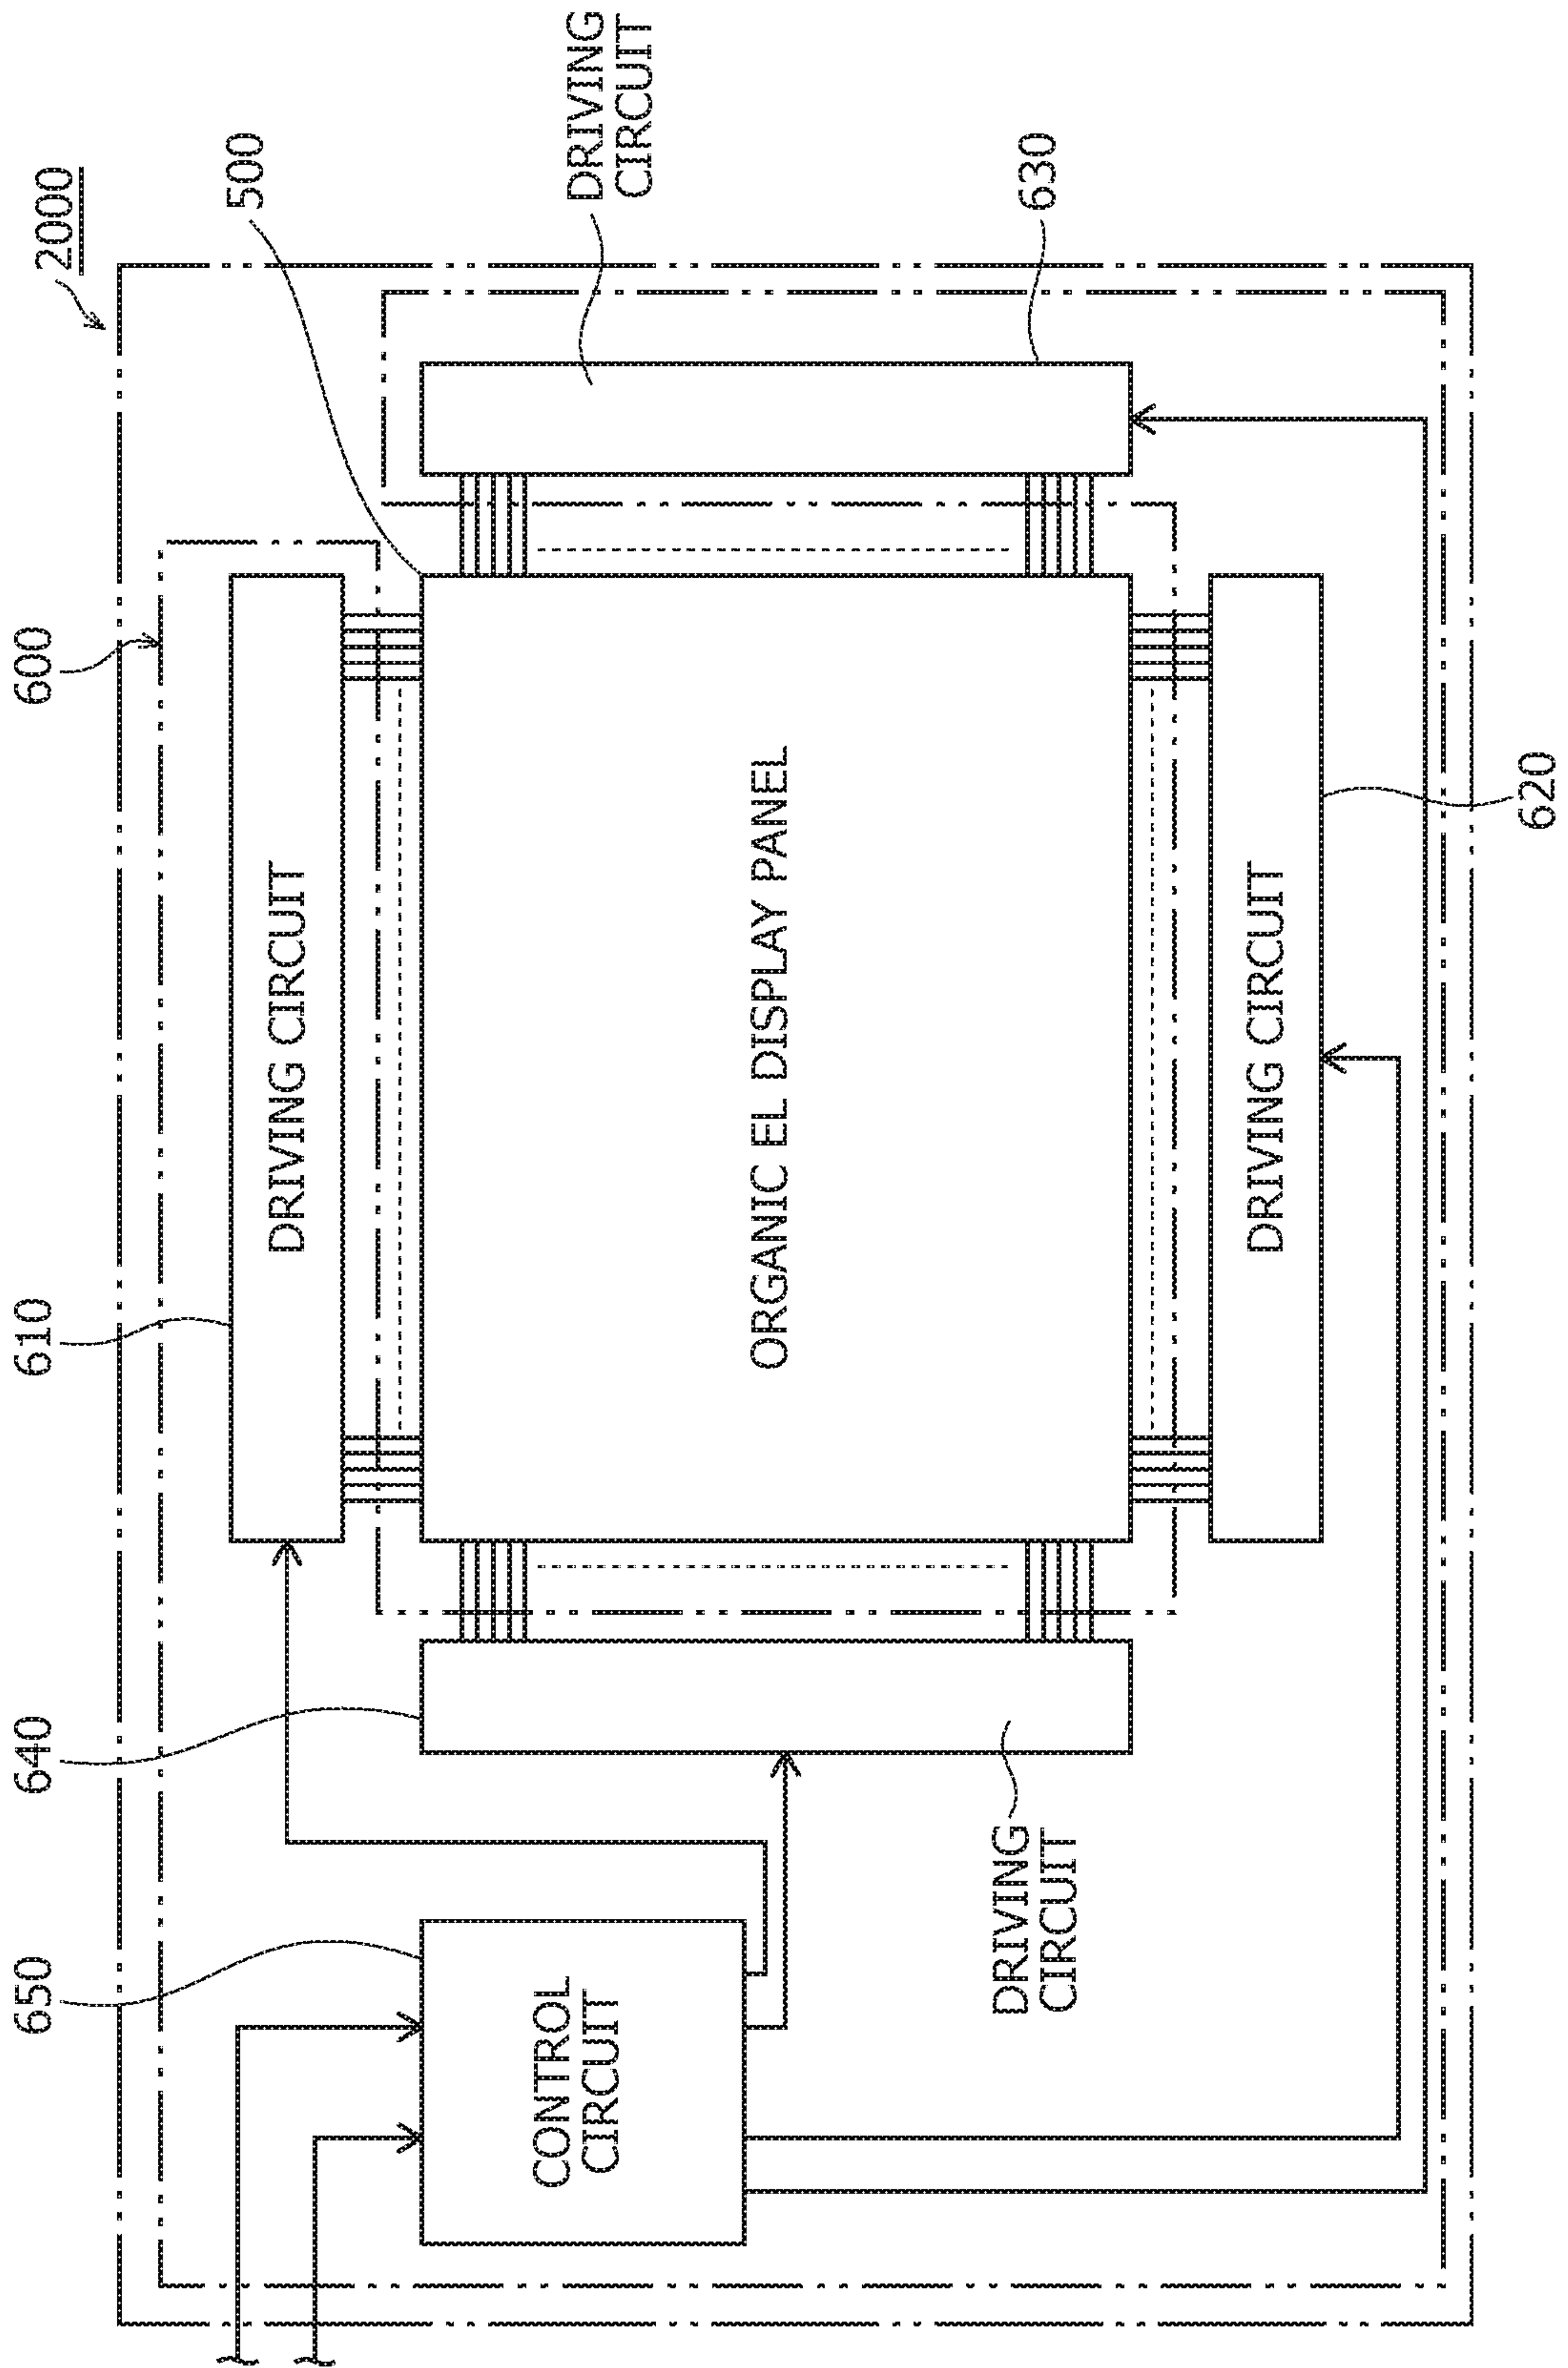 650
640
610
600
2000
500
DRIVING CIRCUIT
CONTROL
CIRCUIT
DRIVING
CIRCUIT
ORGANIC EL DISPLAY PANEL
DRIVING
CIRCUIT
630
DRIVING CIRCUIT
620